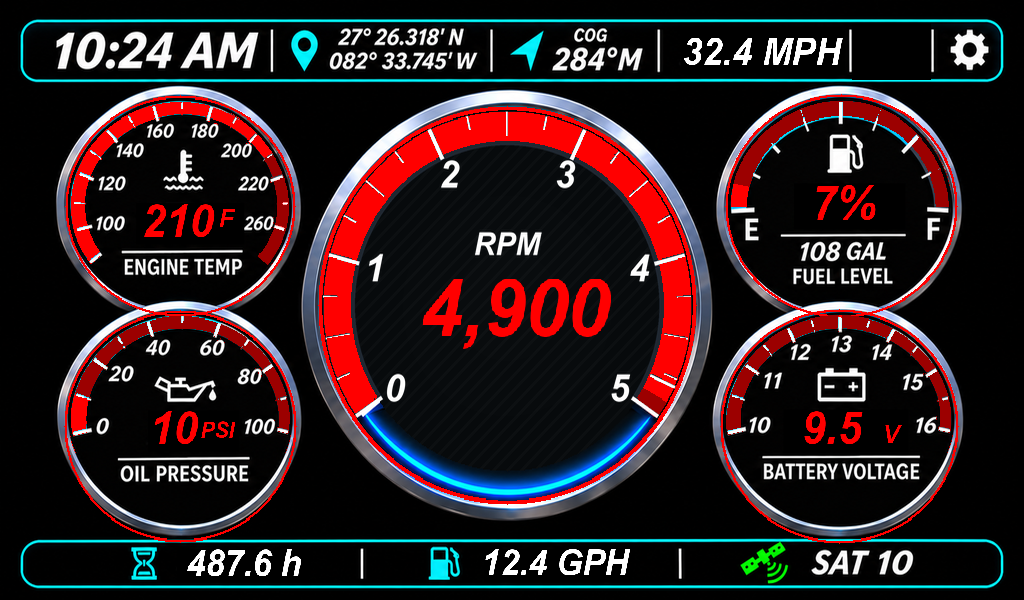 10:24 AM
27° 26.318' N
082° 33.745' W
COG
284°M
32.4 MPH
100 120 140 160 180 200 220 260
210 F
ENGINE TEMP
0 1 2 3 4 5
RPM
4,900
E F
7%
108 GAL
FUEL LEVEL
0 20 40 60 80 100
10 PSI
OIL PRESSURE
10 11 12 13 14 15 16
9.5 V
BATTERY VOLTAGE
487.6 h
12.4 GPH
SAT 10